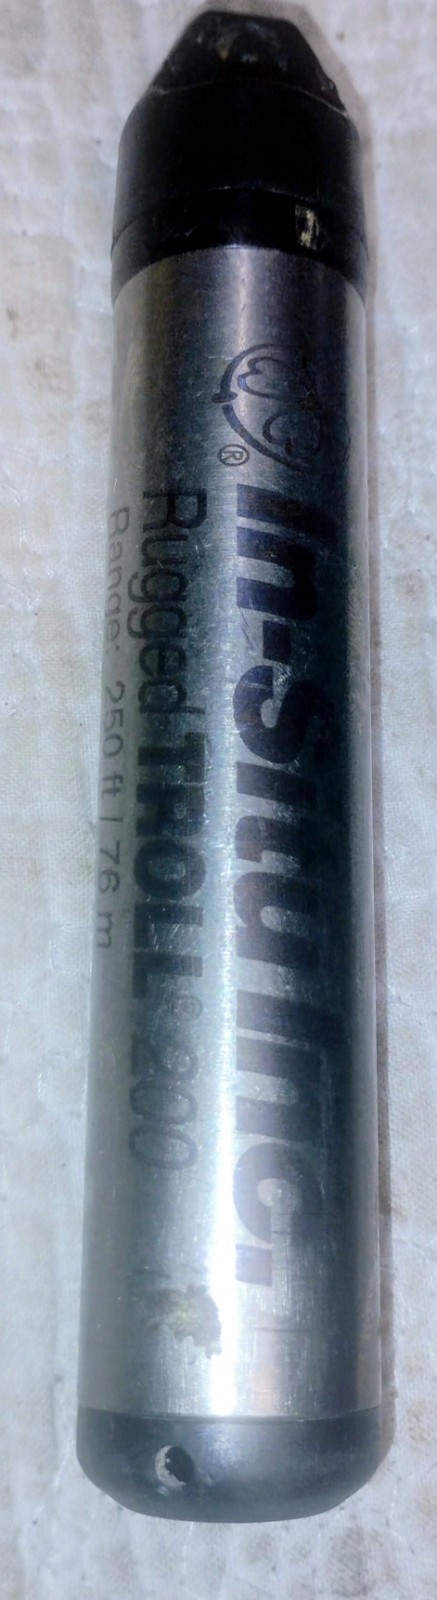 ® In-Situ Inc.
Rugged TROLL® 200
Range: 250 ft | 76 m